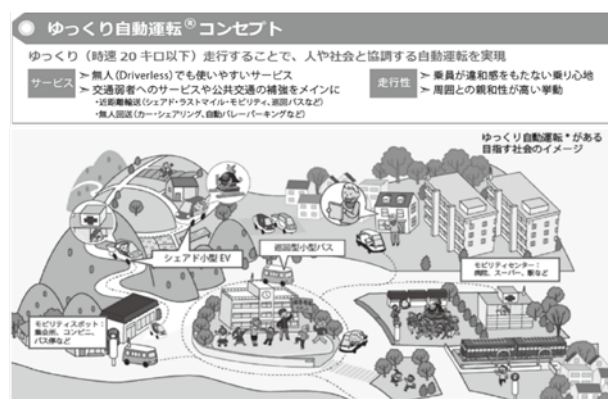 ゆっくり自動運転®コンセプト
ゆっくり（時速 20 キロ以下）走行することで、人や社会と協調する自動運転を実現
サービス
➢ 無人（Driverless）でも使いやすいサービス
➢ 交通弱者へのサービスや公共交通の補強をメインに
・近距離輸送（シェアド・ラストマイル・モビリティ、巡回バスなど）
・無人回送（カー・シェアリング、自動バレーパーキングなど）
走行性
➢ 乗員が違和感をもたない乗り心地
➢ 周囲との親和性が高い挙動
ゆっくり自動運転®がある
目指す社会のイメージ
シェアド小型 EV
巡回型小型バス
モビリティセンター：
病院、スーパー、駅など
モビリティスポット：
集会所、コンビニ、
バス停など